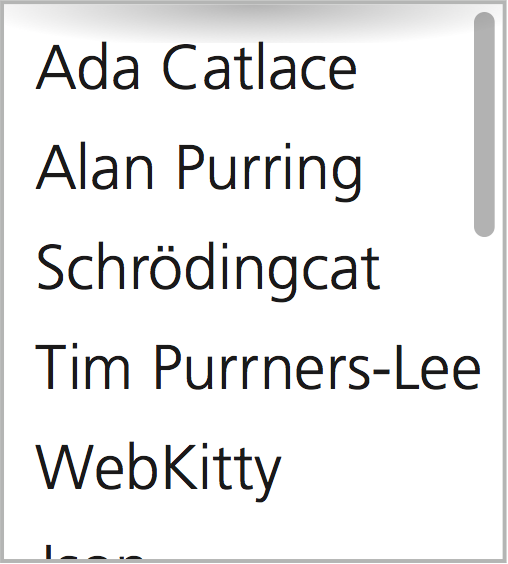 Ada Catlace
Alan Purring
Schrödingcat
Tim Purrners-Lee
WebKitty